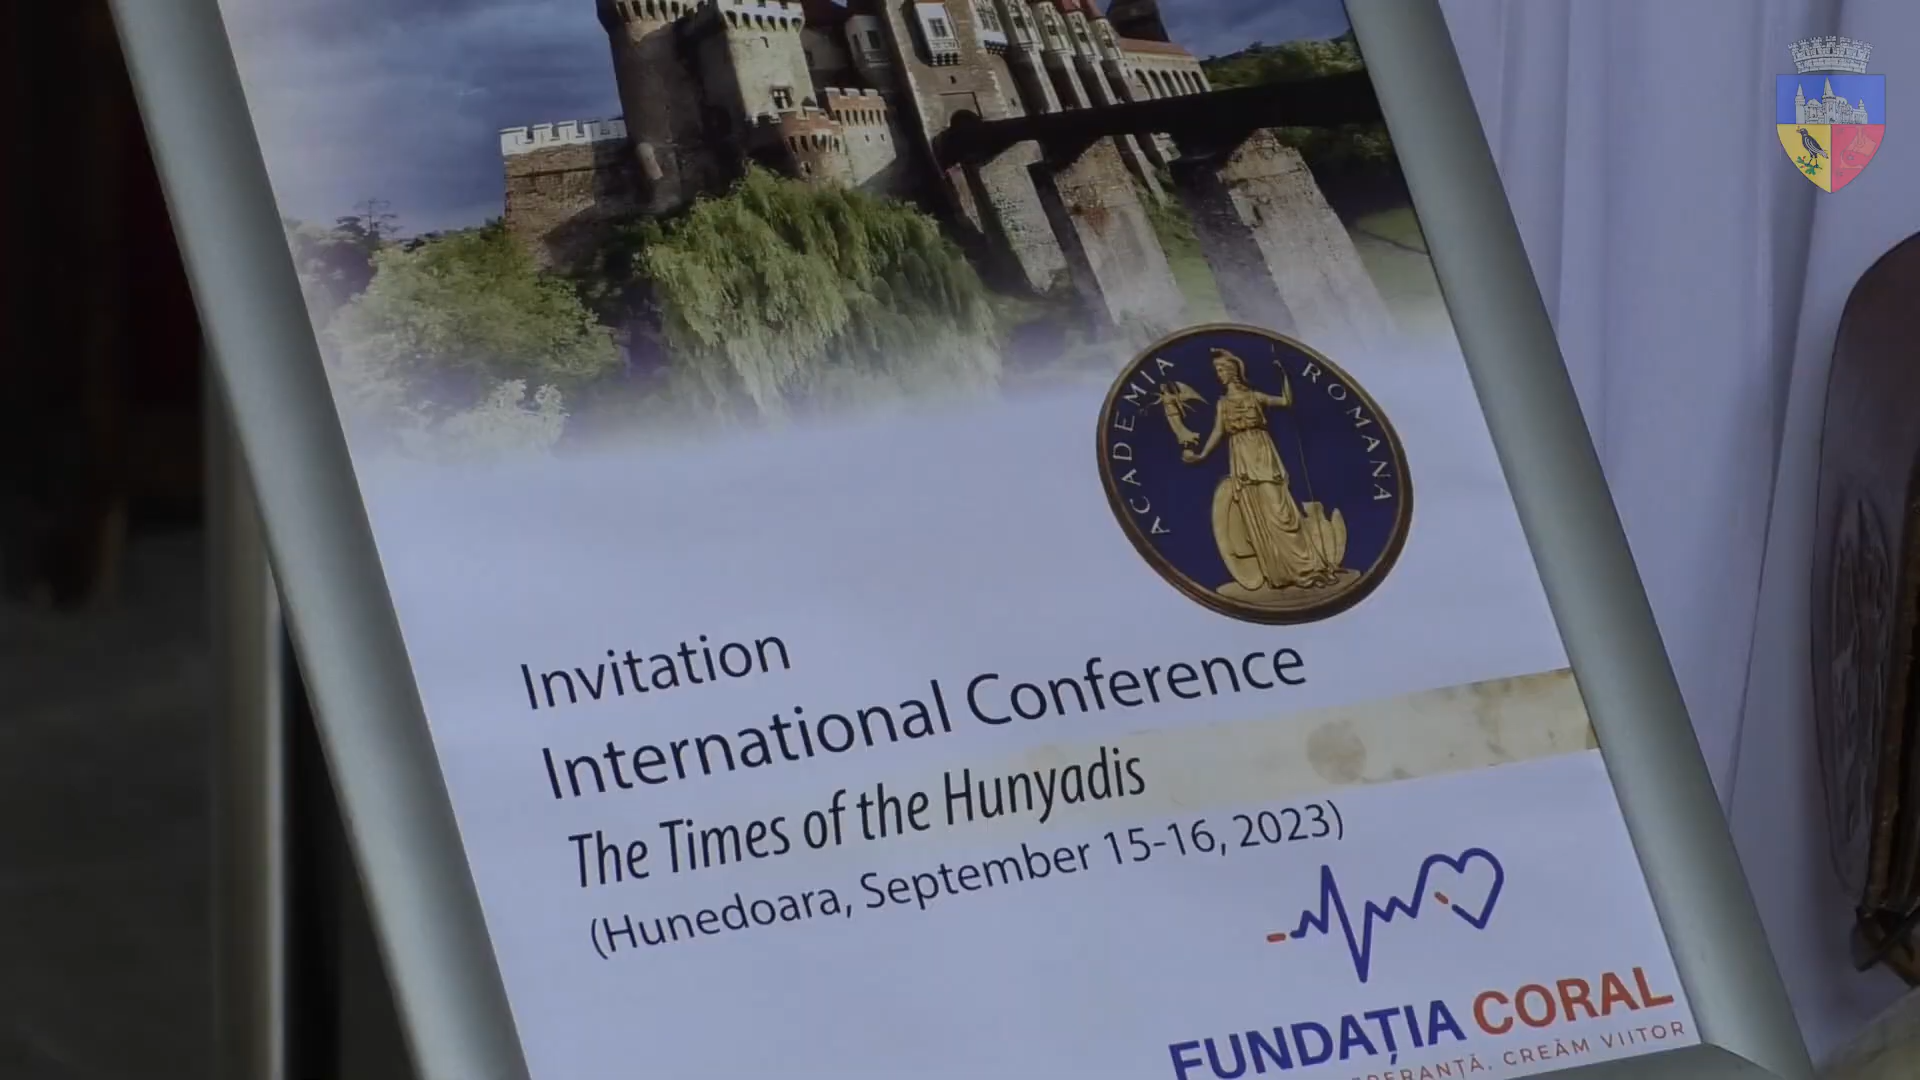 ACADEMIA ROMANA
Invitation
International Conference
The Times of the Hunyadis
(Hunedoara, September 15-16, 2023)
FUNDAȚIA CORAL
CREĂM VIITOR